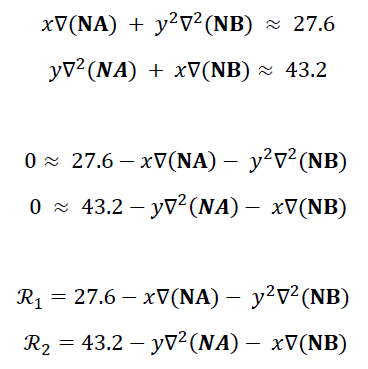 x∇(NA) + y²∇²(NB) ≈ 27.6
y∇²(NA) + x∇(NB) ≈ 43.2
0 ≈ 27.6 − x∇(NA) − y²∇²(NB)
0 ≈ 43.2 − y∇²(NA) − x∇(NB)
ℛ₁ = 27.6 − x∇(NA) − y²∇²(NB)
ℛ₂ = 43.2 − y∇²(NA) − x∇(NB)